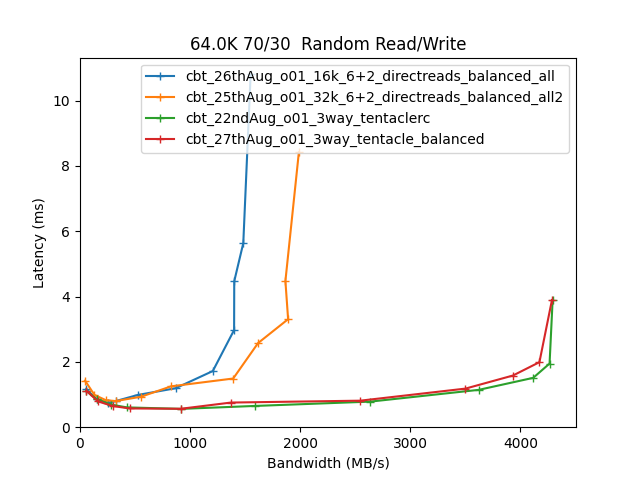 64.0K 70/30  Random Read/Write
cbt_26thAug_o01_16k_6+2_directreads_balanced_all
cbt_25thAug_o01_32k_6+2_directreads_balanced_all2
cbt_22ndAug_o01_3way_tentaclerc
cbt_27thAug_o01_3way_tentacle_balanced
Latency (ms)
10
8
6
4
2
0
0 1000 2000 3000 4000
Bandwidth (MB/s)